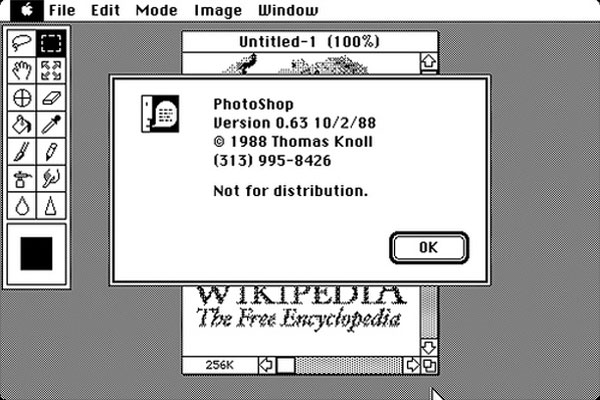 File Edit Mode Image Window
Untitled-1 (100%)
PhotoShop
Version 0.63 10/2/88
© 1988 Thomas Knoll
(313) 995-8426
Not for distribution.
OK
WIKIPEDIA
The Free Encyclopedia
256K